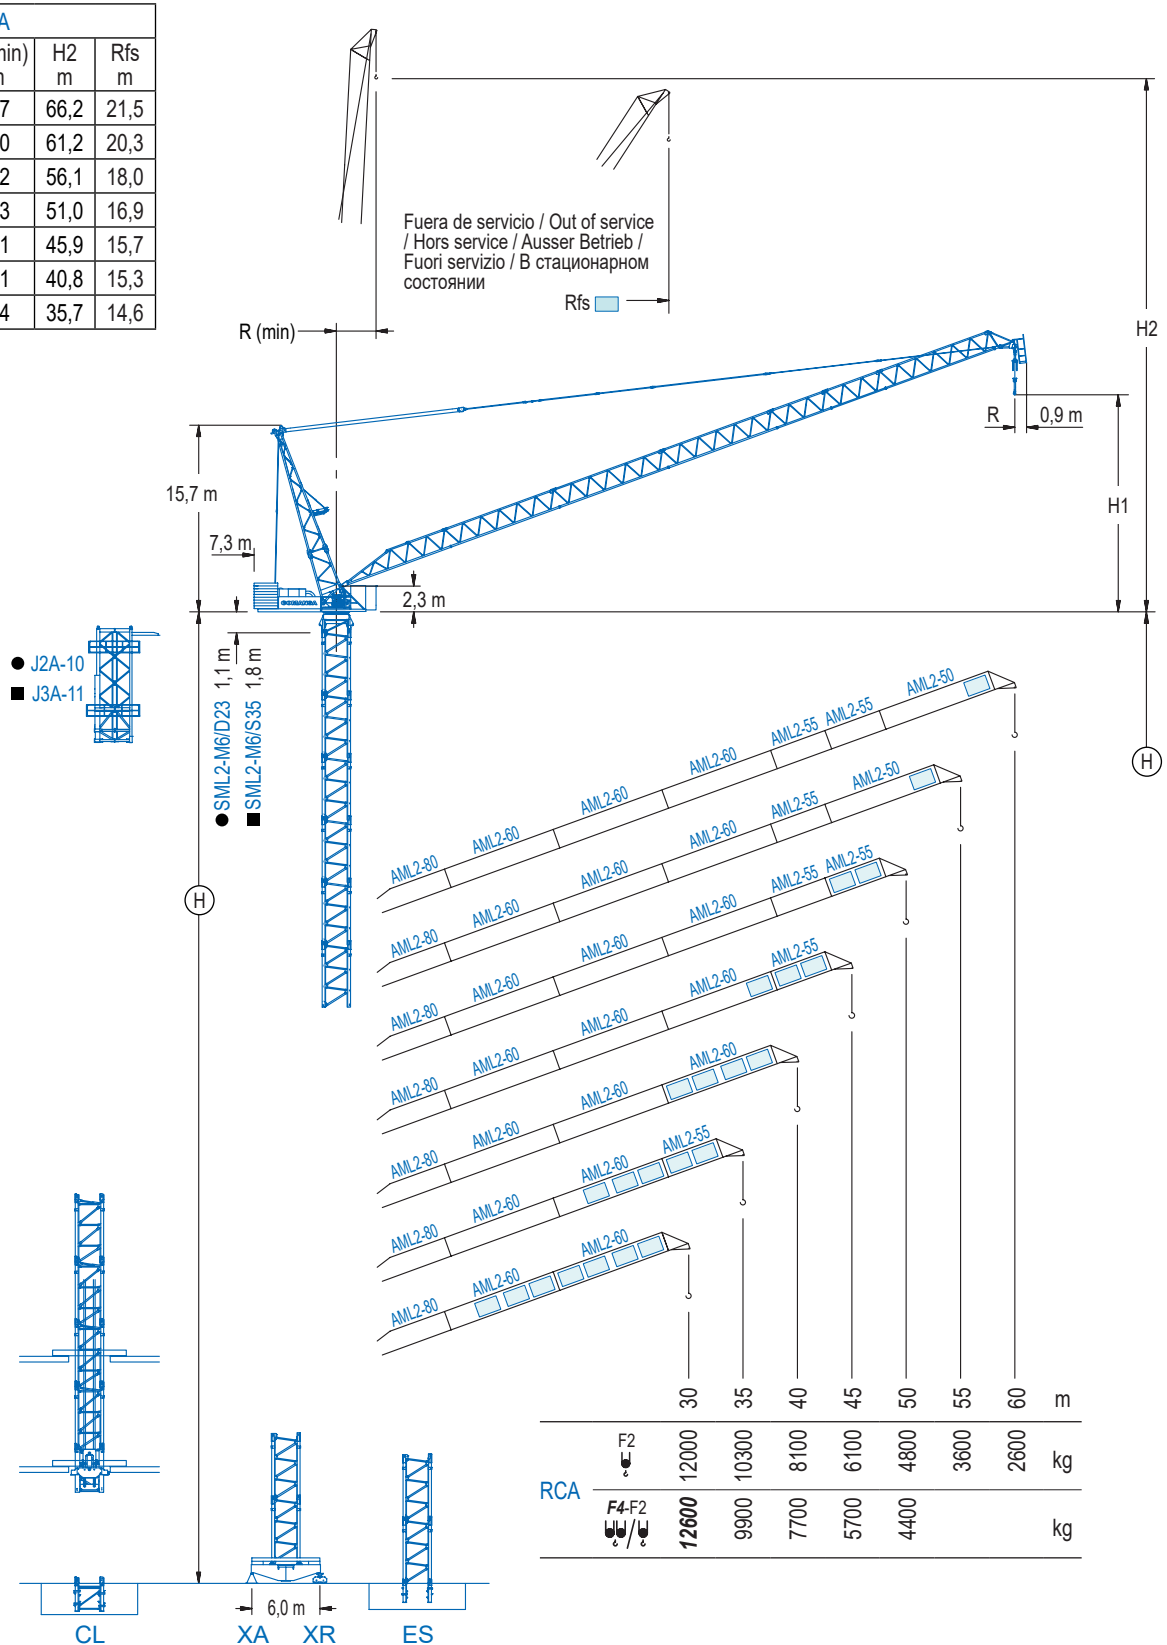 A
min) H2 Rfs
m m
7 66,2 21,5
0 61,2 20,3
2 56,1 18,0
3 51,0 16,9
1 45,9 15,7
1 40,8 15,3
4 35,7 14,6
Fuera de servicio / Out of service
/ Hors service / Ausser Betrieb /
Fuori servizio / В стационарном
состоянии
Rfs
R (min)
H2
R 0,9 m
15,7 m
H1
7,3 m
2,3 m
COMANSA
J2A-10
J3A-11
SML2-M6/D23 1,1 m
SML2-M6/S35 1,8 m
H
H
AML2-80 AML2-60 AML2-60 AML2-60 AML2-55 AML2-55 AML2-50
AML2-80 AML2-60 AML2-60 AML2-60 AML2-55 AML2-50
AML2-80 AML2-60 AML2-60 AML2-60 AML2-55 AML2-55
AML2-80 AML2-60 AML2-60 AML2-60 AML2-55
AML2-80 AML2-60 AML2-60 AML2-60
AML2-80 AML2-60 AML2-60 AML2-55
AML2-80 AML2-60 AML2-60
30 35 40 45 50 55 60 m
RCA
F2 12000 10300 8100 6100 4800 3600 2600 kg
F4-F2 12600 9900 7700 5700 4400 kg
6,0 m
CL XA XR ES